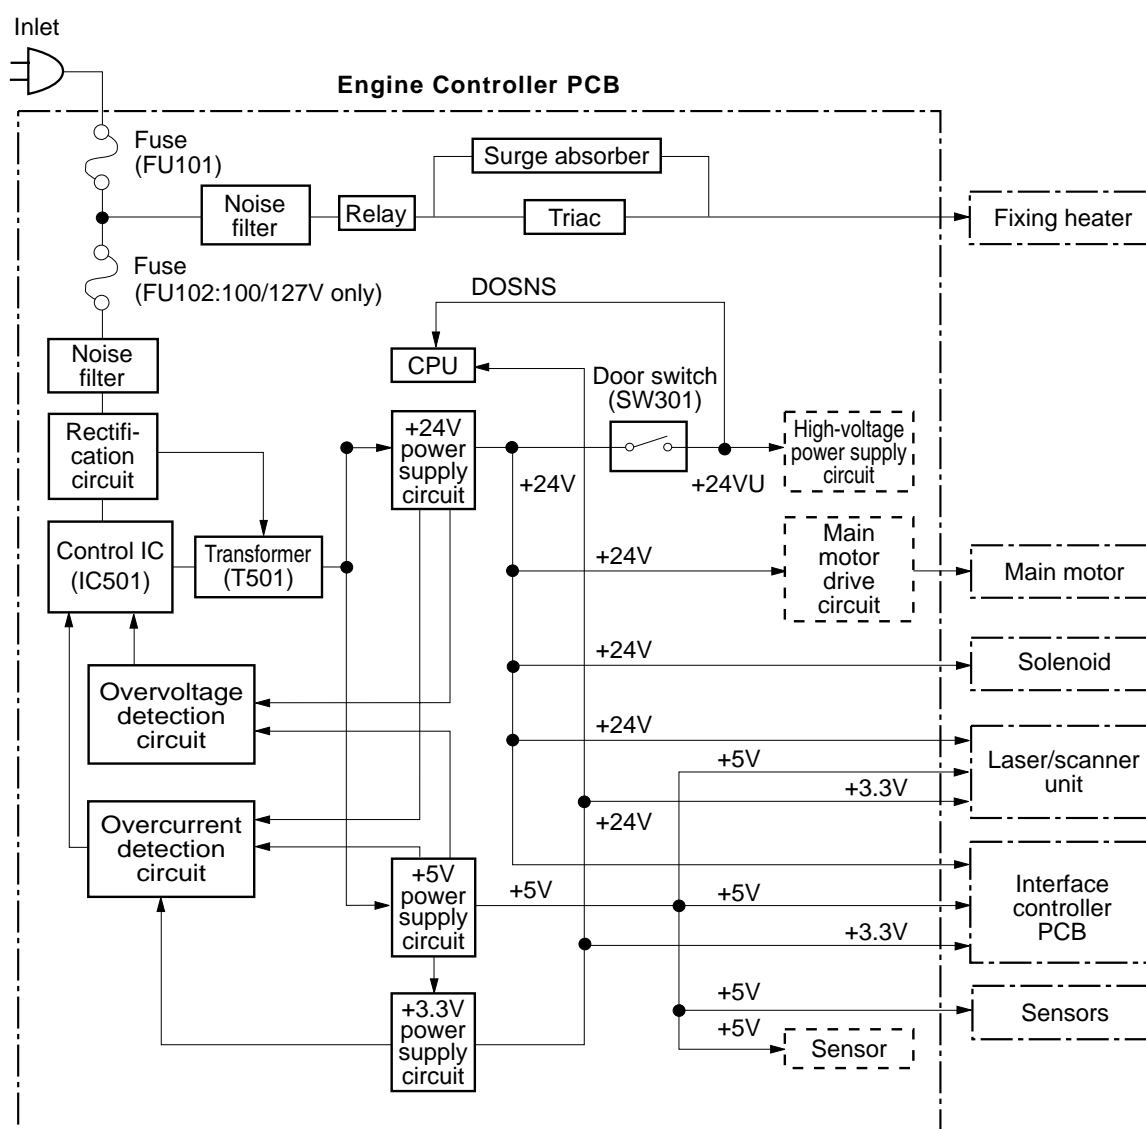 Inlet
Engine Controller PCB
Fuse
(FU101)
Surge absorber
Noise
filter
Relay
Triac
Fixing heater
Fuse
(FU102:100/127V only)
DOSNS
Noise
filter
CPU
Door switch
(SW301)
Rectifi-
cation
circuit
+24V
power
supply
circuit
+24V
+24VU
High-voltage
power supply
circuit
Control IC
(IC501)
Transformer
(T501)
+24V
Main
motor
drive
circuit
Main motor
+24V
Solenoid
Overvoltage
detection
circuit
+24V
+5V
+3.3V
Laser/scanner
unit
+24V
Overcurrent
detection
circuit
+5V
power
supply
circuit
+5V
+5V
+3.3V
Interface
controller
PCB
+3.3V
power
supply
circuit
+5V
Sensors
+5V
Sensor